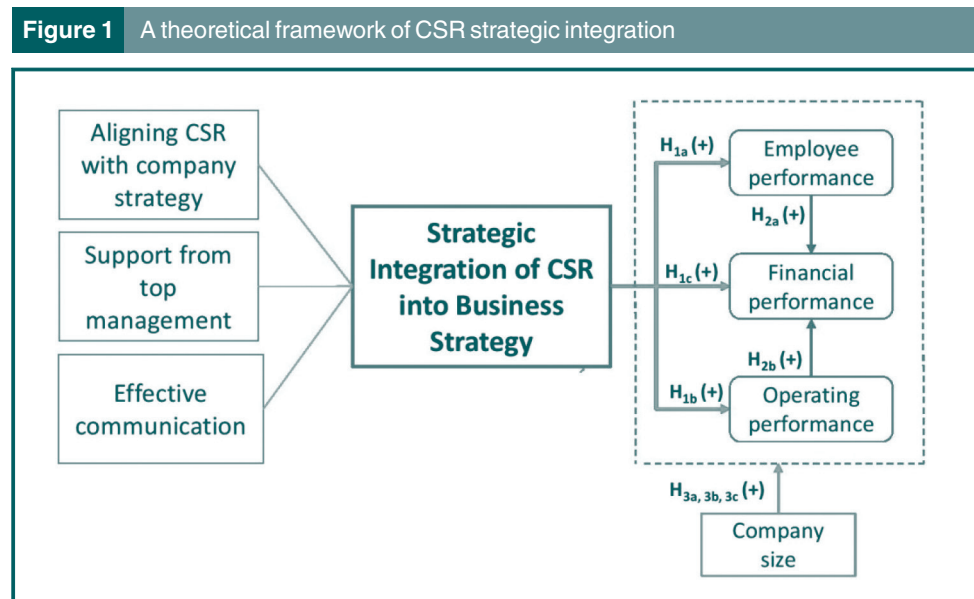 Figure 1 A theoretical framework of CSR strategic integration
Aligning CSR
with company
strategy
Support from
top
management
Effective
communication
Strategic
Integration of CSR
into Business
Strategy
H1a (+)
Employee
performance
H2a (+)
H1c (+)
Financial
performance
H2b (+)
H1b (+)
Operating
performance
H3a, 3b, 3c (+)
Company
size